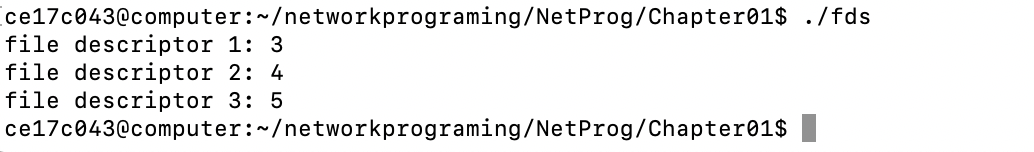 ce17c043@computer:~/networkprograming/NetProg/Chapter01$ ./fds
file descriptor 1: 3
file descriptor 2: 4
file descriptor 3: 5
ce17c043@computer:~/networkprograming/NetProg/Chapter01$